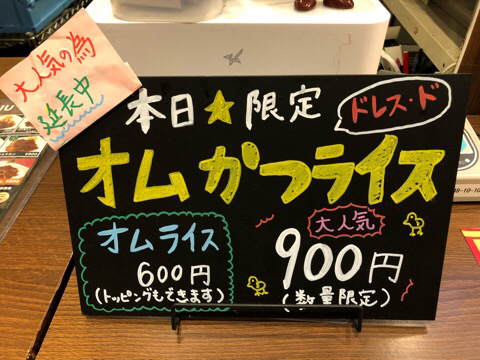 大人気の為
延長中
本日★限定
ドレス・ド
オムかつライス
オムライス
600円
(トッピングもできます)
大人気
900円
(数量限定)